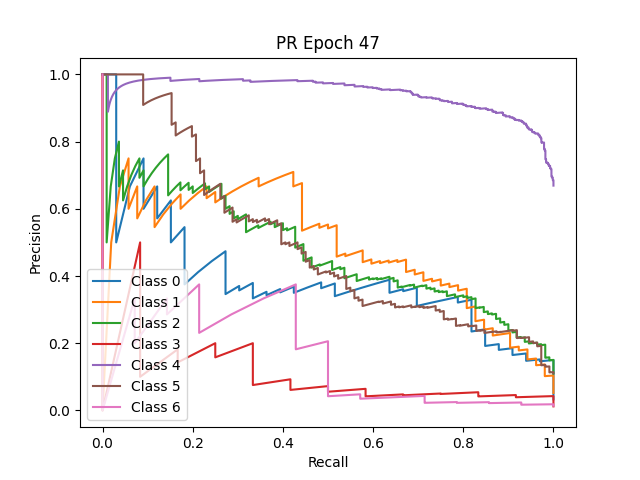 PR Epoch 47
1.0
0.8
0.6
0.4
0.2
0.0
Precision
Class 0
Class 1
Class 2
Class 3
Class 4
Class 5
Class 6
0.0 0.2 0.4 0.6 0.8 1.0
Recall